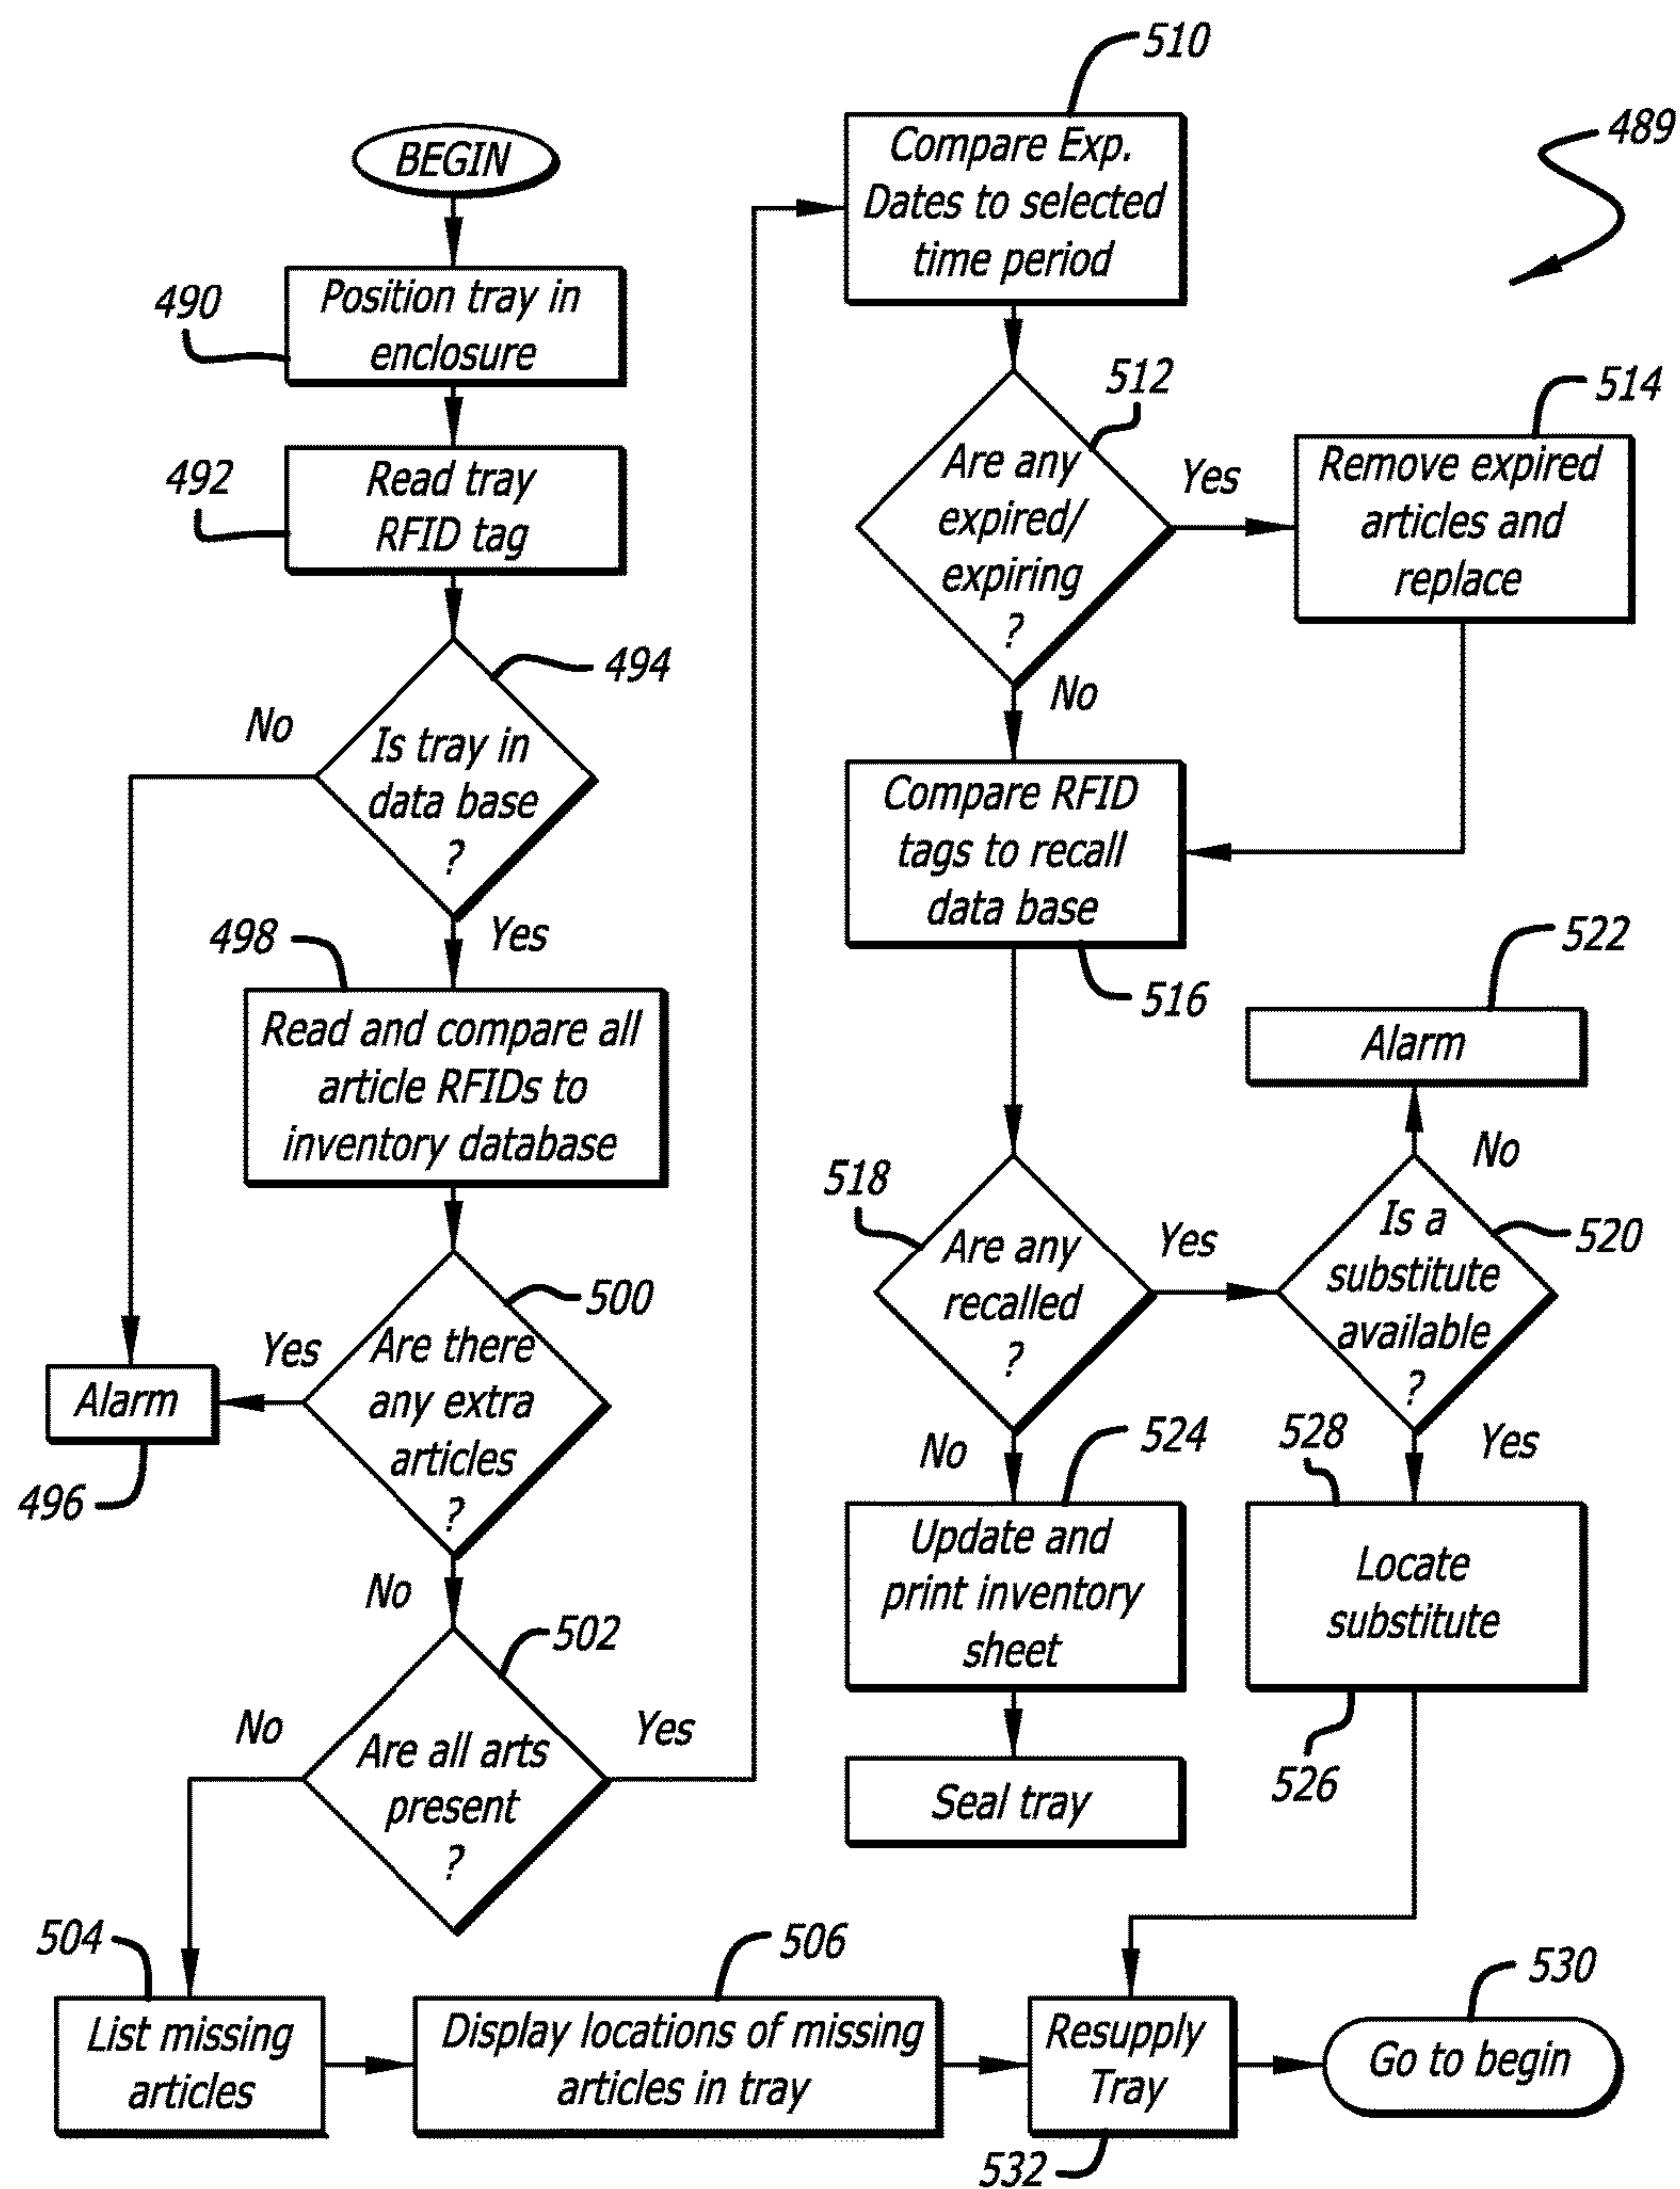 BEGIN
490
Position tray in
enclosure
492
Read tray
RFID tag
494
No
Is tray in
data base
?
Yes
498
Read and compare all
article RFIDs to
inventory database
500
Yes
Are there
any extra
articles
?
Alarm
496
No
502
No
Are all arts
present
?
Yes
504
List missing
articles
506
Display locations of missing
articles in tray
510
489
Compare Exp.
Dates to selected
time period
512
Are any
expired/
expiring
?
Yes
514
Remove expired
articles and
replace
No
Compare RFID
tags to recall
data base
516
522
Alarm
No
518
Are any
recalled
?
Yes
520
Is a
substitute
available
?
No
524
Update and
print inventory
sheet
528
Yes
Locate
substitute
526
Seal tray
Resupply
Tray
532
530
Go to begin